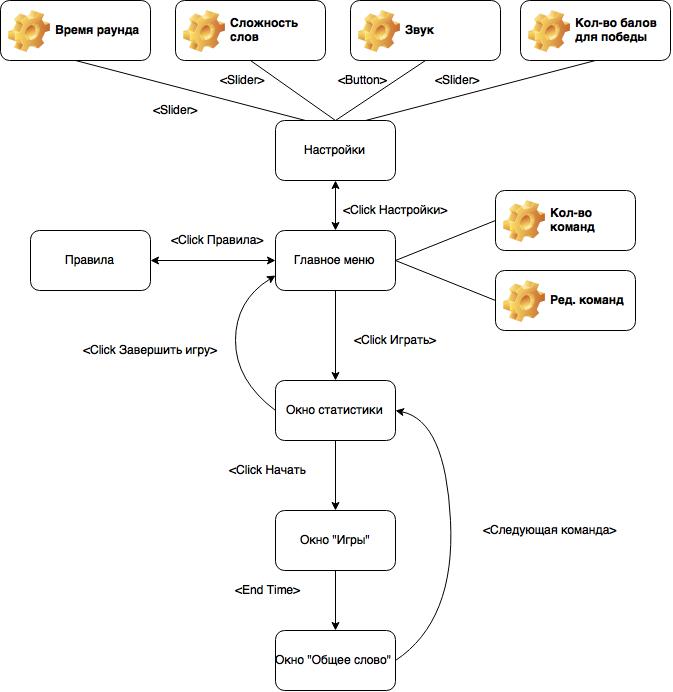 Время раунда
Сложность
слов
Звук
Кол-во балов
для победы
<Slider>
<Button>
<Slider>
<Slider>
Настройки
<Click Настройки>
Кол-во
команд
<Click Правила>
Правила
Главное меню
Ред. команд
<Click Играть>
<Click Завершить игру>
Окно статистики
<Click Начать
<Следующая команда>
Окно "Игры"
<End Time>
Окно "Общее слово"